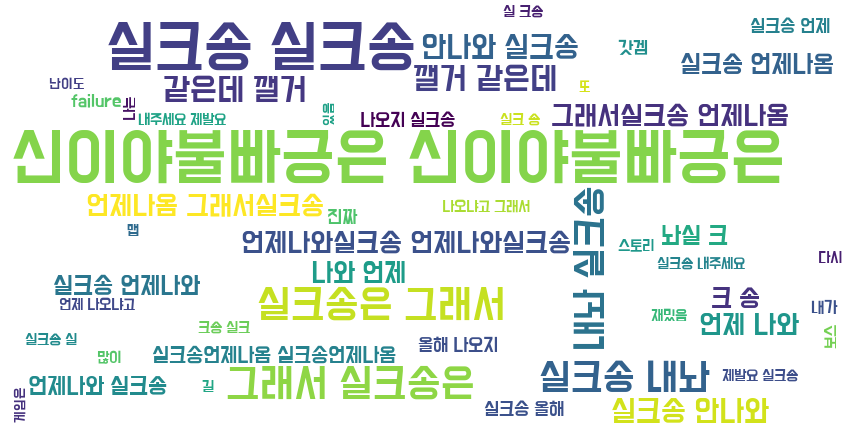 실 크송
실크송 실크송
안나와 실크송
갓겜
실크송 언제
실크송 언제나옴
난이도
같은데 깰거
깰거 같은데
또
failure
나는
내주세요 제발요
있음
나오지 실크송
실크 송
그래서실크송 언제나옴
신이야불빠긍은 신이야불빠긍은
언제나옴 그래서실크송
진짜
나오냐고 그래서
실크송 내놔
맵
언제나와실크송 언제나와실크송
스토리
놔실 크
다시
나와 언제
실크송 내주세요
실크송 언제나와
언제 나오냐고
실크송은 그래서
크 송
내가
재밌음
언제 나와
크송 실크
실크송 실
올해 나오지
많이
실크송언제나옴 실크송언제나옴
언제나와 실크송
길
그래서 실크송은
실크송 내놔
제발요 실크송
게임은
실크송 올해
실크송 안나와